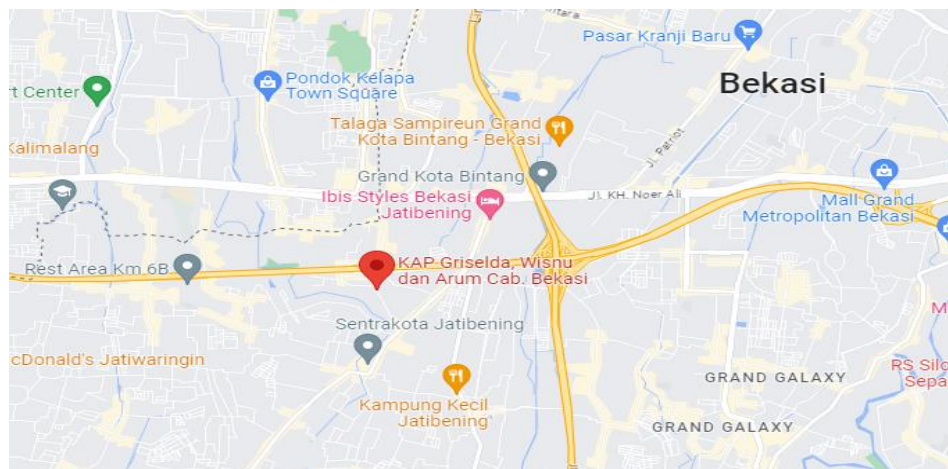 Pasar Kranji Baru
Bekasi
Pondok Kelapa
Town Square
rt Center
Talaga Sampireun Grand
Kota Bintang - Bekasi
Kalimalang
Jl. Patriot
Grand Kota Bintang
Ibis Styles Bekasi
Jatibening
Jl. KH. Noer Ali
Mall Grand
Metropolitan Bekasi
Rest Area Km 6B
KAP Griselda, Wisnu
dan Arum Cab. Bekasi
Sentrakota Jatibening
M
cDonald's Jatiwaringin
RS Silo
Sepa
GRAND GALAXY
Kampung Kecil
Jatibening
GRAND GALAXY